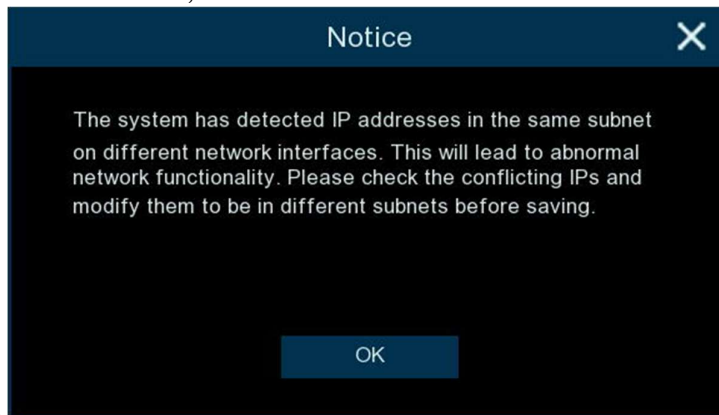 Notice
The system has detected IP addresses in the same subnet
on different network interfaces. This will lead to abnormal
network functionality. Please check the conflicting IPs and
modify them to be in different subnets before saving.
OK